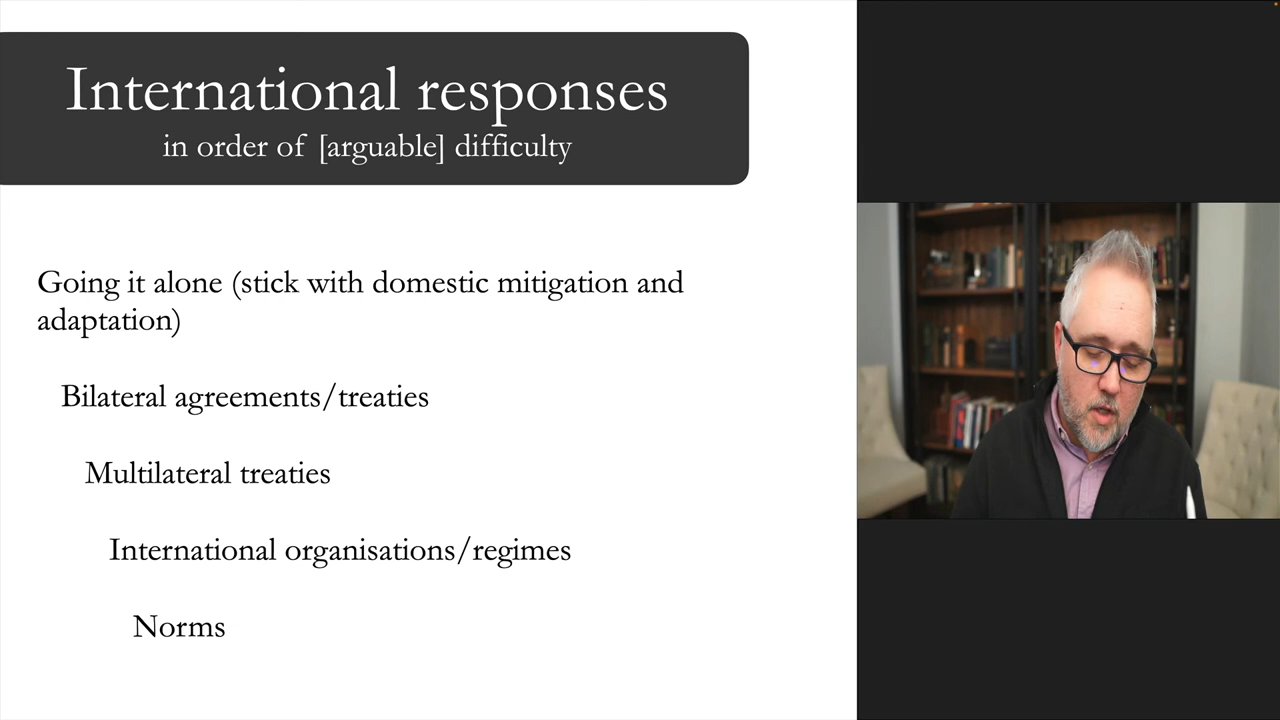 International responses
in order of [arguable] difficulty
Going it alone (stick with domestic mitigation and
adaptation)
Bilateral agreements/treaties
Multilateral treaties
International organisations/regimes
Norms